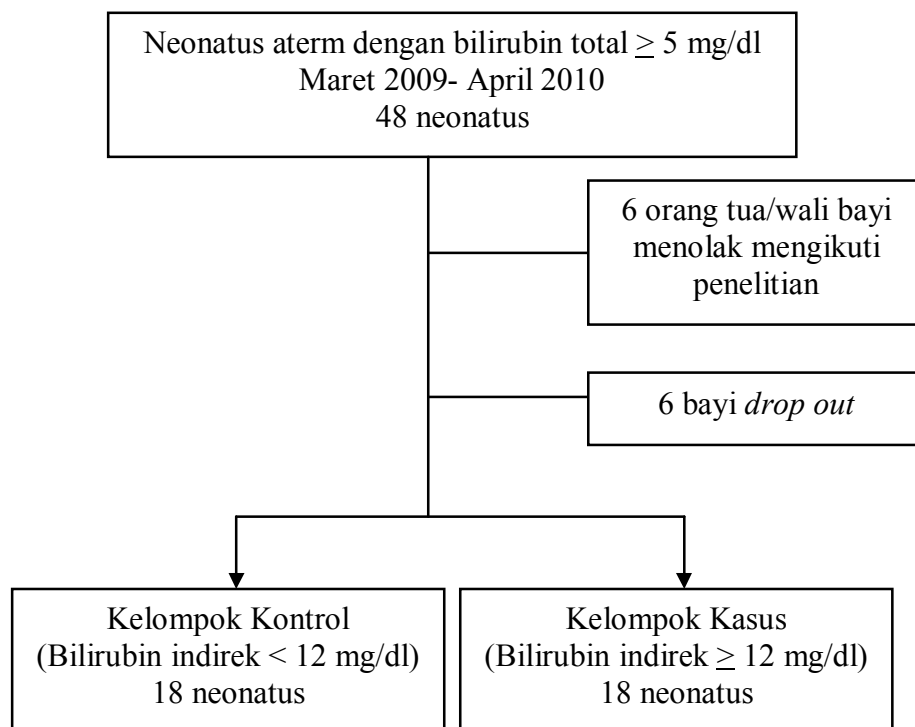 Neonatus aterm dengan bilirubin total ≥ 5 mg/dl
Maret 2009- April 2010
48 neonatus
6 orang tua/wali bayi
menolak mengikuti
penelitian
6 bayi drop out
Kelompok Kontrol
(Bilirubin indirek < 12 mg/dl)
18 neonatus
Kelompok Kasus
(Bilirubin indirek ≥ 12 mg/dl)
18 neonatus